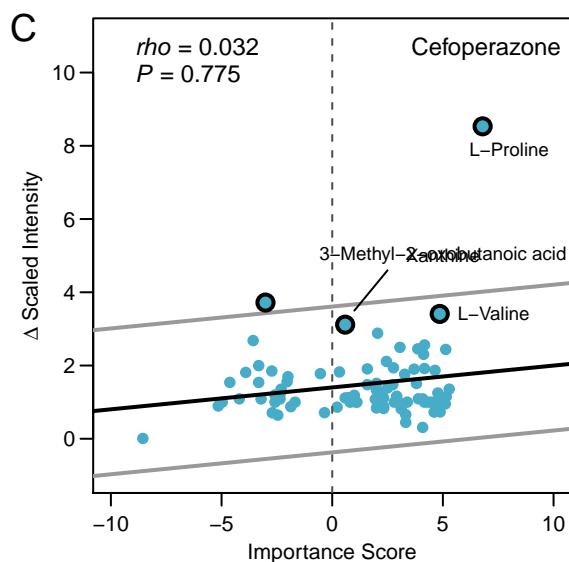 C
rho = 0.032
P = 0.775
Cefoperazone
L−Proline
3−Methyl−2−oxobutanoic acid
Xanthine
L−Valine
Δ Scaled Intensity
10
8
6
4
2
0
−10 −5 0 5 10
Importance Score